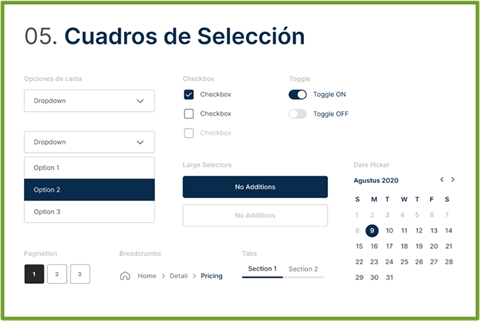 05. Cuadros de Selección
Opciones de caida
Dropdown
Dropdown
Option 1
Option 2
Option 3
Checkbox
Checkbox
Checkbox
Checkbox
Toggle
Toggle ON
Toggle OFF
Large Selectors
No Additions
No Additions
Date Picker
Agustus 2020
S M T W T F S
1 2 3 4 5 6 7
8 9 10 11 12 13 14
15 16 17 18 19 20 21
22 23 24 25 26 27 28
29 30 31
Pagination
1 2 3
Breadcrumbs
Home > Detail > Pricing
Tabs
Section 1 Section 2